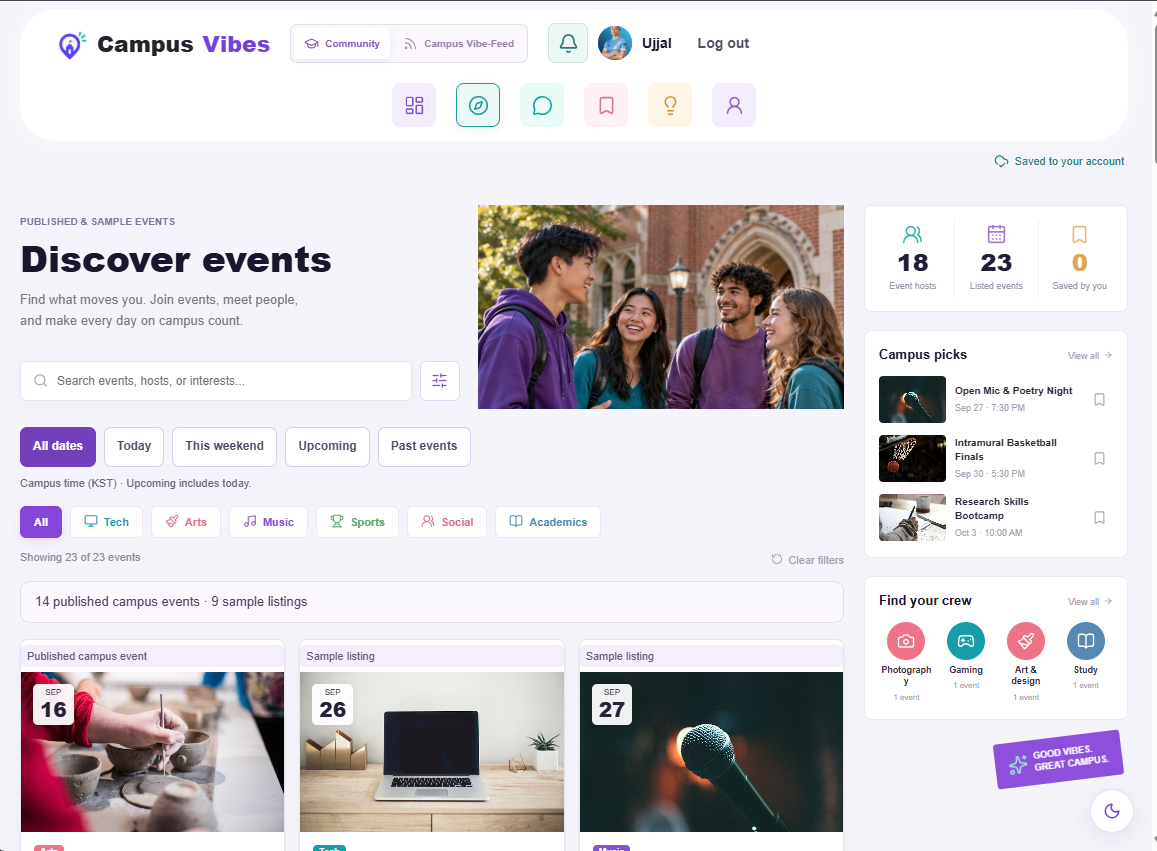 Campus Vibes
Community
Campus Vibe-Feed
Ujjal
Log out
Saved to your account
PUBLISHED & SAMPLE EVENTS
Discover events
Find what moves you. Join events, meet people,
and make every day on campus count.
Search events, hosts, or interests...
All dates
Today
This weekend
Upcoming
Past events
Campus time (KST) · Upcoming includes today.
All
Tech
Arts
Music
Sports
Social
Academics
Showing 23 of 23 events
Clear filters
14 published campus events · 9 sample listings
Published campus event
SEP
16
Arts
Sample listing
SEP
26
Tech
Sample listing
SEP
27
Music
18
Event hosts
23
Listed events
0
Saved by you
Campus picks
View all
Open Mic & Poetry Night
Sep 27 · 7:30 PM
Intramural Basketball
Finals
Sep 30 · 5:30 PM
Research Skills
Bootcamp
Oct 3 · 10:00 AM
Find your crew
View all
Photograph
y
1 event
Gaming
1 event
Art &
design
1 event
Study
1 event
GOOD VIBES.
GREAT CAMPUS.